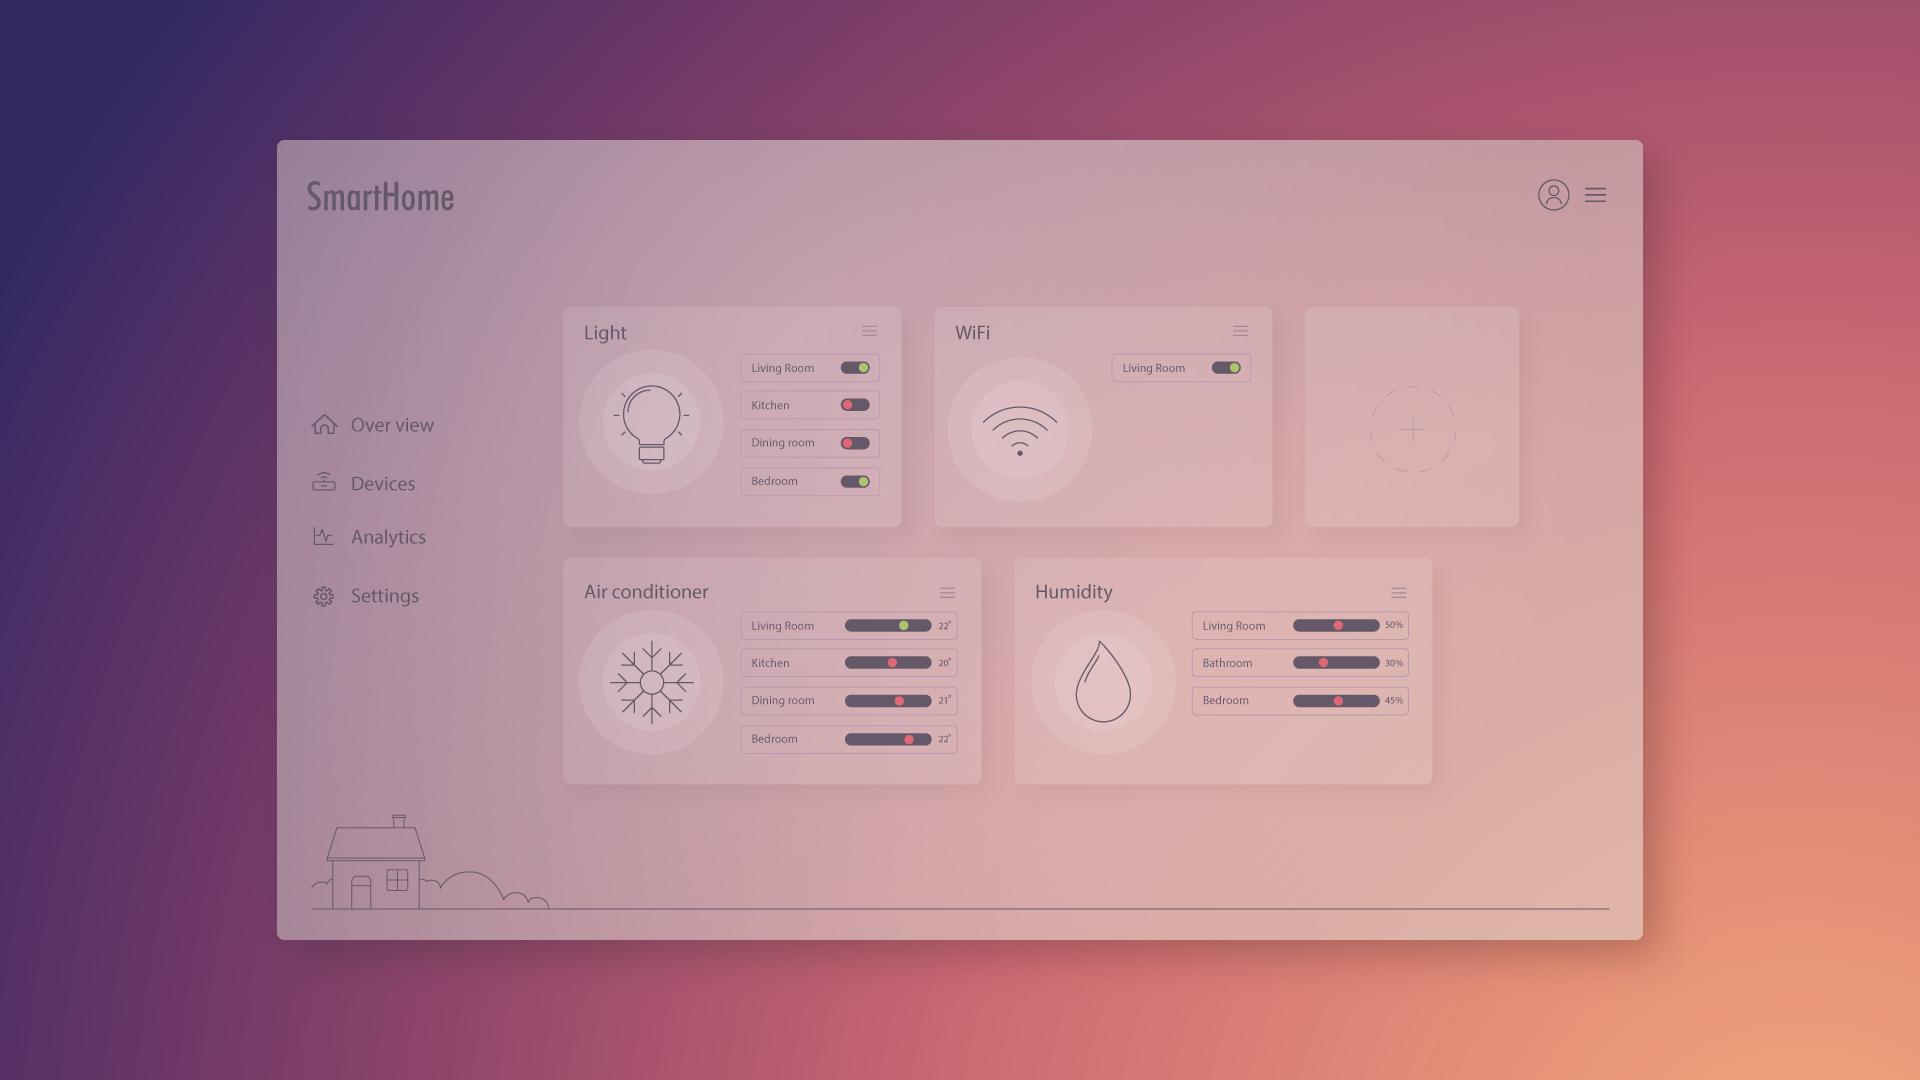 SmartHome
Over view
Devices
Analytics
Settings
Light
Living Room
Kitchen
Dining room
Bedroom
WiFi
Living Room
Air conditioner
Living Room 22°
Kitchen 20°
Dining room 21°
Bedroom 22°
Humidity
Living Room 50%
Bathroom 30%
Bedroom 45%